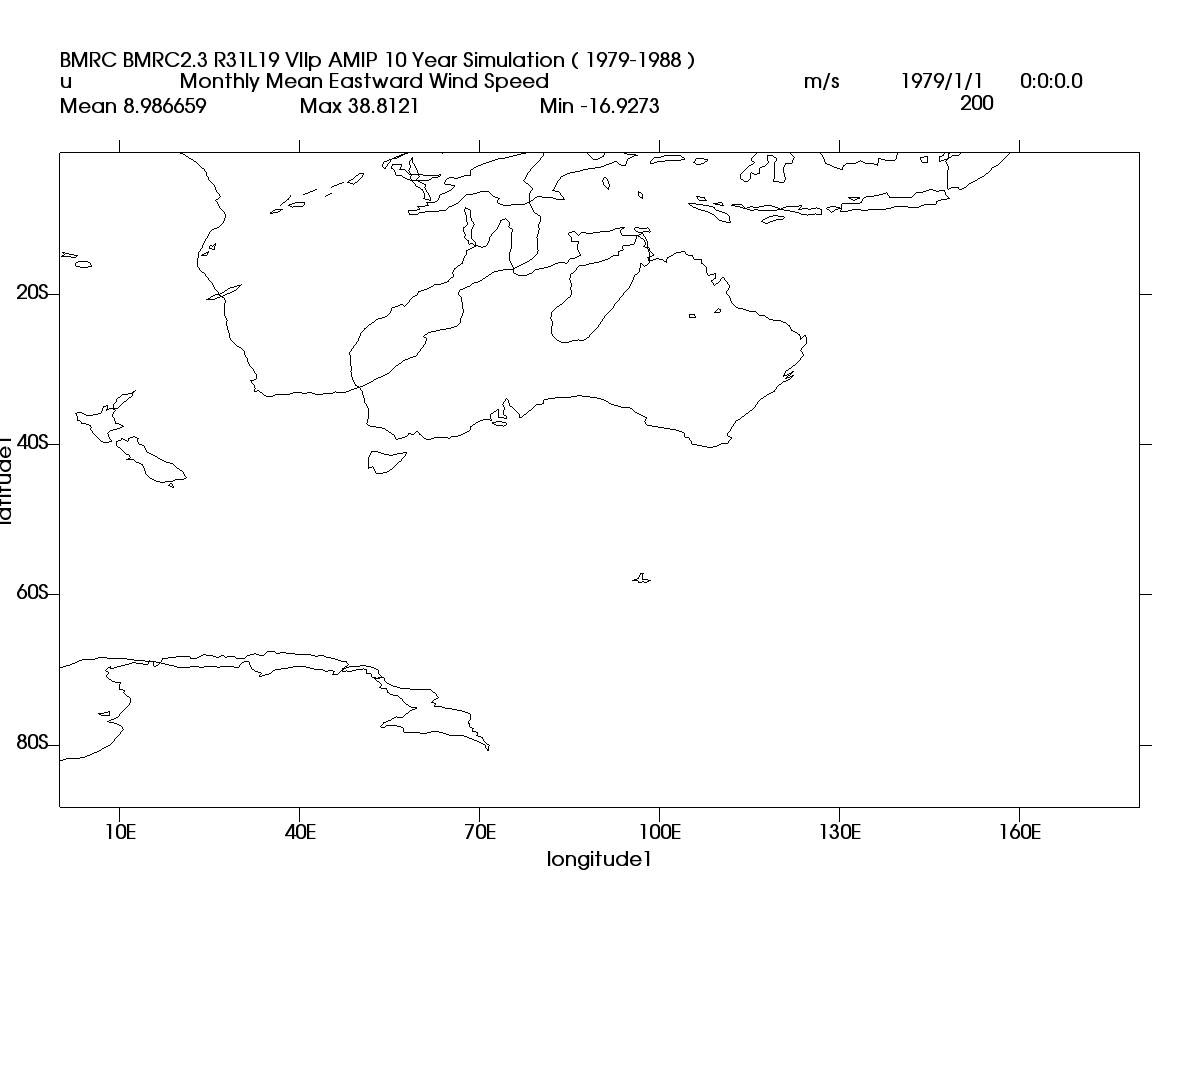 BMRC BMRC2.3 R31L19 VIIp AMIP 10 Year Simulation ( 1979-1988 )
u Monthly Mean Eastward Wind Speed m/s 1979/1/1 0:0:0.0
Mean 8.986659 Max 38.8121 Min -16.9273 200
20S
40S
latitude1
60S
80S
10E 40E 70E 100E 130E 160E
longitude1